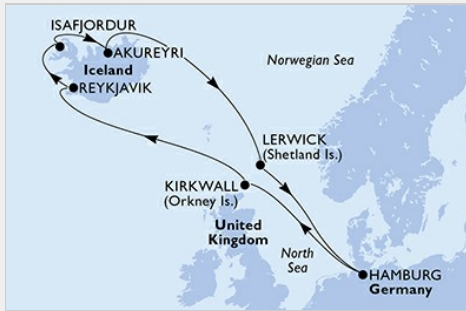 ISAFJORDUR
AKUREYRI
Iceland
REYKJAVIK
Norwegian Sea
LERWICK
(Shetland Is.)
KIRKWALL
(Orkney Is.)
United
Kingdom
North
Sea
HAMBURG
Germany